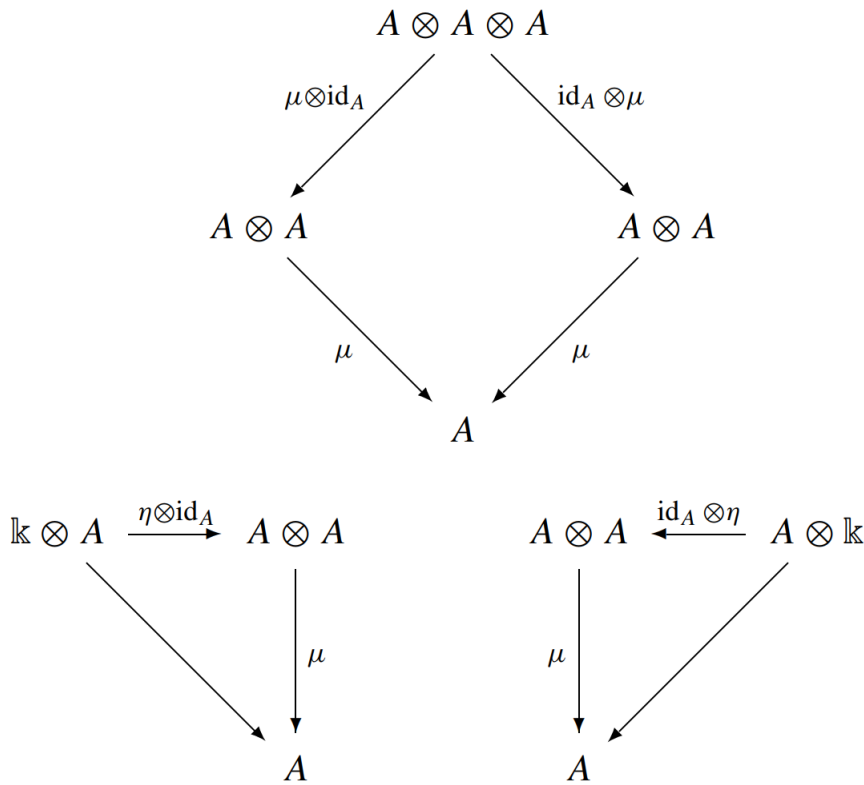 A ⊗ A ⊗ A
μ⊗id_A id_A ⊗μ
A ⊗ A A ⊗ A
μ μ
A
𝕜 ⊗ A η⊗id_A A ⊗ A A ⊗ A id_A ⊗η A ⊗ 𝕜
μ μ
A A